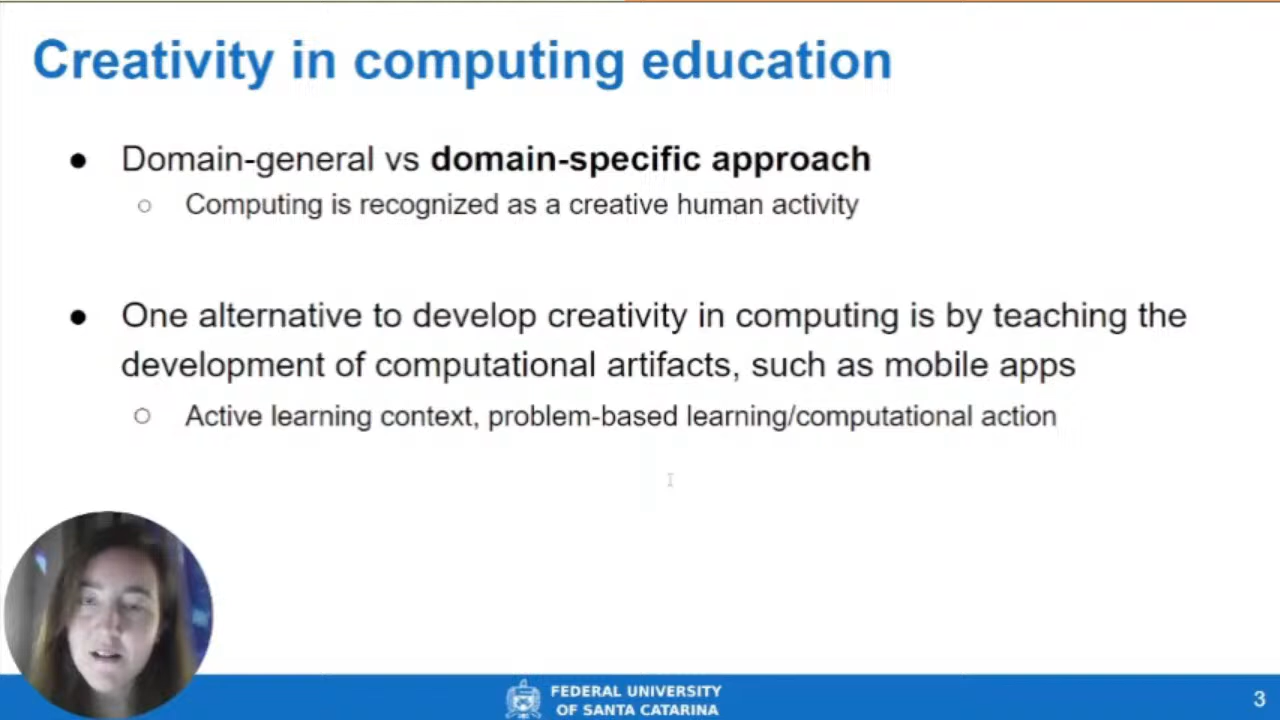 Creativity in computing education
● Domain-general vs domain-specific approach
○ Computing is recognized as a creative human activity
● One alternative to develop creativity in computing is by teaching the
development of computational artifacts, such as mobile apps
○ Active learning context, problem-based learning/computational action
FEDERAL UNIVERSITY
OF SANTA CATARINA
3